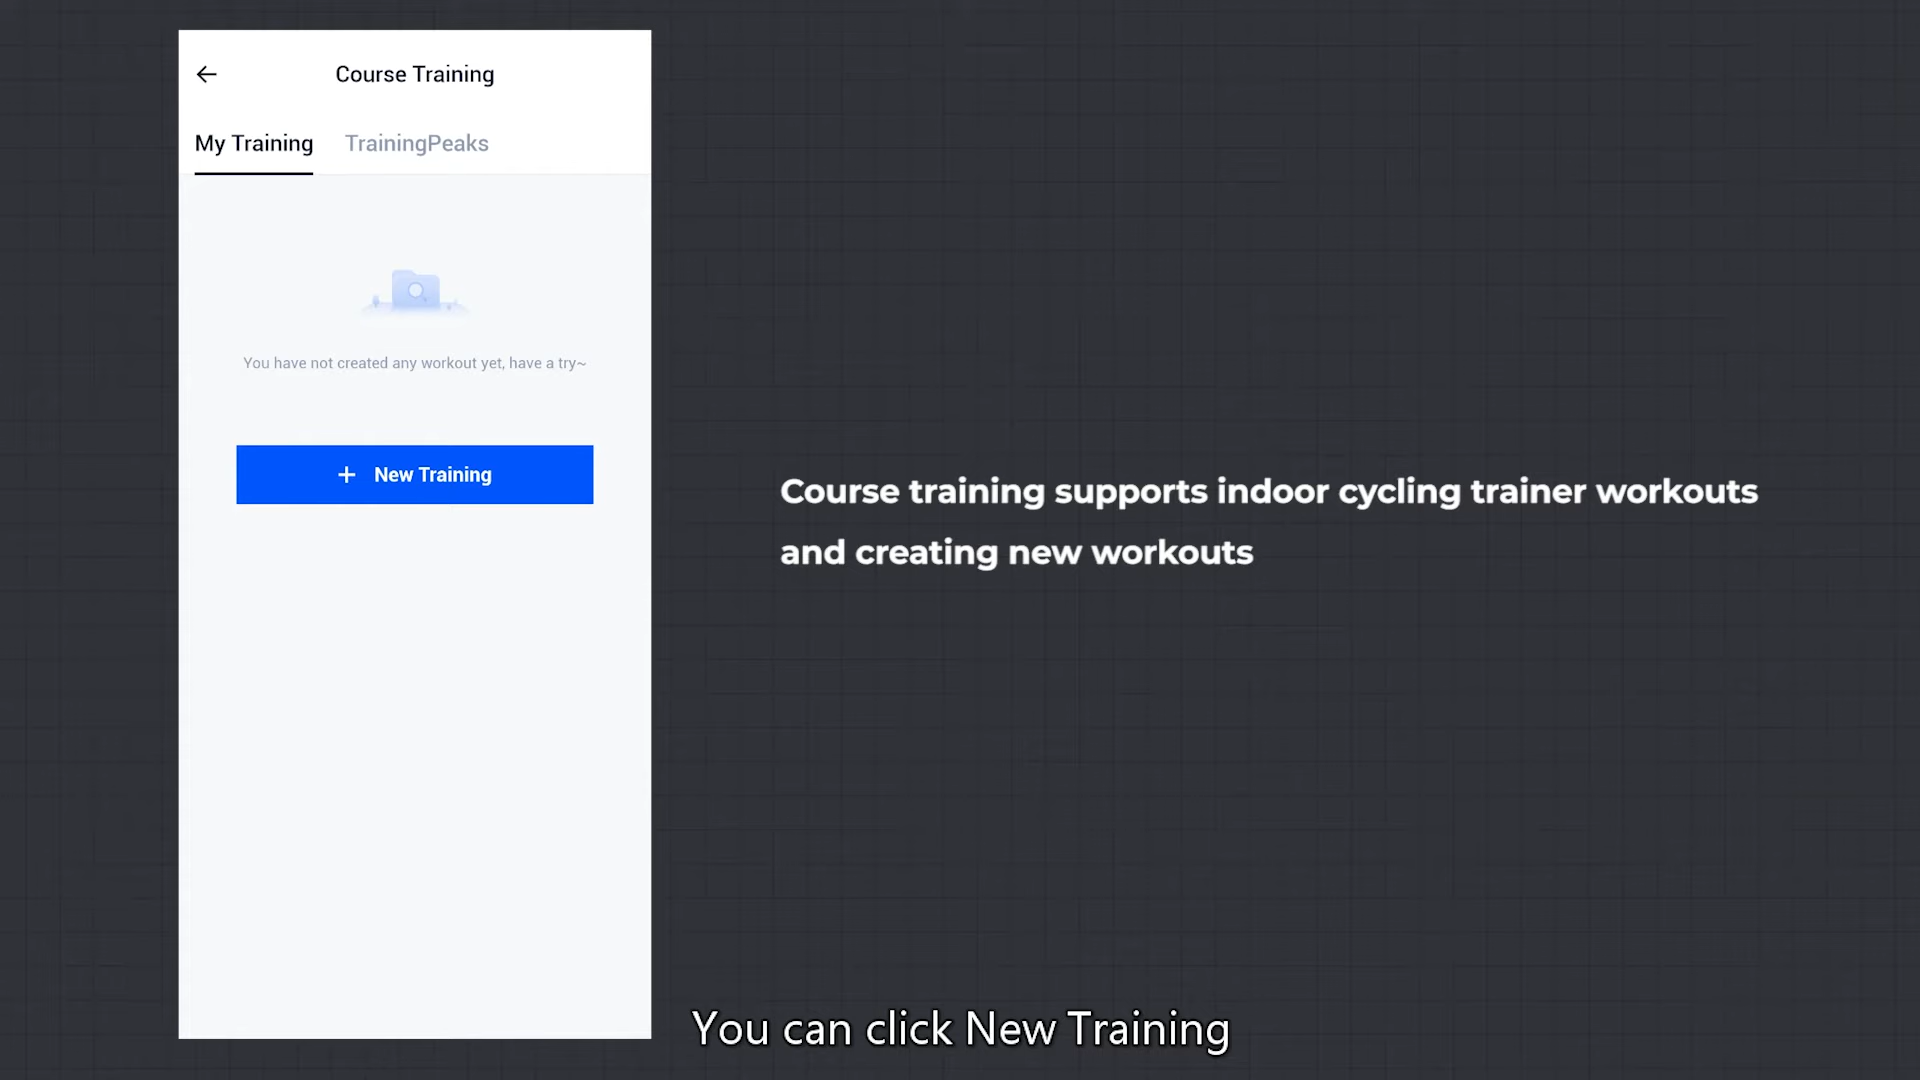 Course Training
My Training
TrainingPeaks
You have not created any workout yet, have a try~
+ New Training
Course training supports indoor cycling trainer workouts
and creating new workouts
You can click New Training